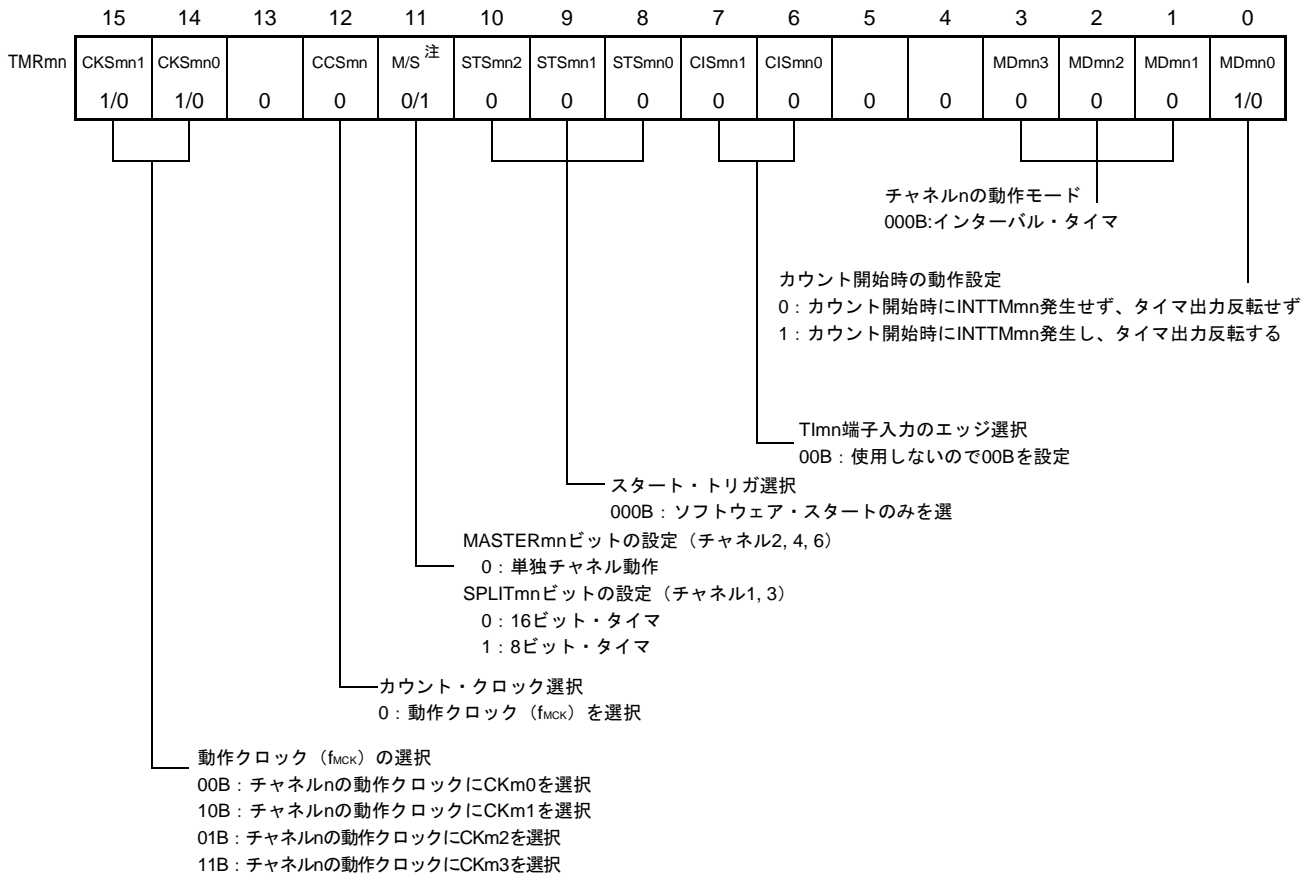 15 14 13 12 11 10 9 8 7 6 5 4 3 2 1 0
TMRmn CKSmn1 CKSmn0 CCSmn M/S 注 STSmn2 STSmn1 STSmn0 CISmn1 CISmn0 MDmn3 MDmn2 MDmn1 MDmn0
1/0 1/0 0 0 0/1 0 0 0 0 0 0 0 0 0 0 1/0
チャネルnの動作モード
000B:インターバル・タイマ
カウント開始時の動作設定
0：カウント開始時にINTTMmn発生せず、タイマ出力反転せず
1：カウント開始時にINTTMmn発生し、タイマ出力反転する
TImn端子入力のエッジ選択
00B：使用しないので00Bを設定
スタート・トリガ選択
000B：ソフトウェア・スタートのみを選
MASTERmnビットの設定（チャネル2, 4, 6）
0：単独チャネル動作
SPLITmnビットの設定（チャネル1, 3）
0：16ビット・タイマ
1：8ビット・タイマ
カウント・クロック選択
0：動作クロック（fMCK）を選択
動作クロック（fMCK）の選択
00B：チャネルnの動作クロックにCKm0を選択
10B：チャネルnの動作クロックにCKm1を選択
01B：チャネルnの動作クロックにCKm2を選択
11B：チャネルnの動作クロックにCKm3を選択